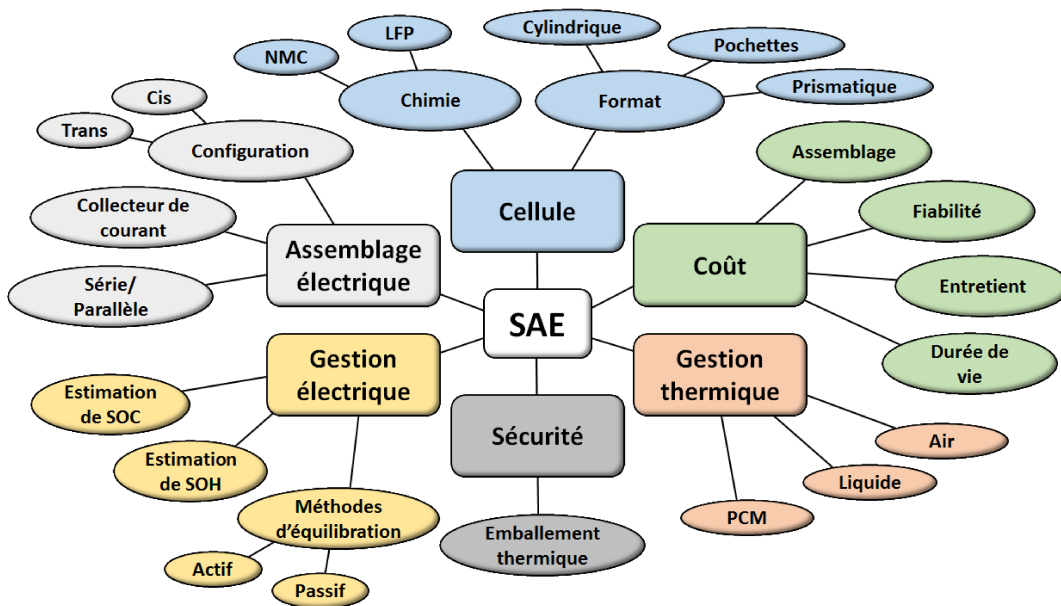 LFP
Cylindrique
NMC
Pochettes
Chimie
Format
Prismatique
Cis
Trans
Configuration
Assemblage
Cellule
Collecteur de
courant
Fiabilité
Assemblage
électrique
Coût
Série/
Parallèle
Entretient
SAE
Gestion
électrique
Gestion
thermique
Durée de
vie
Estimation
de SOC
Sécurité
Air
Estimation
de SOH
Liquide
Méthodes
d'équilibration
PCM
Emballement
thermique
Actif
Passif